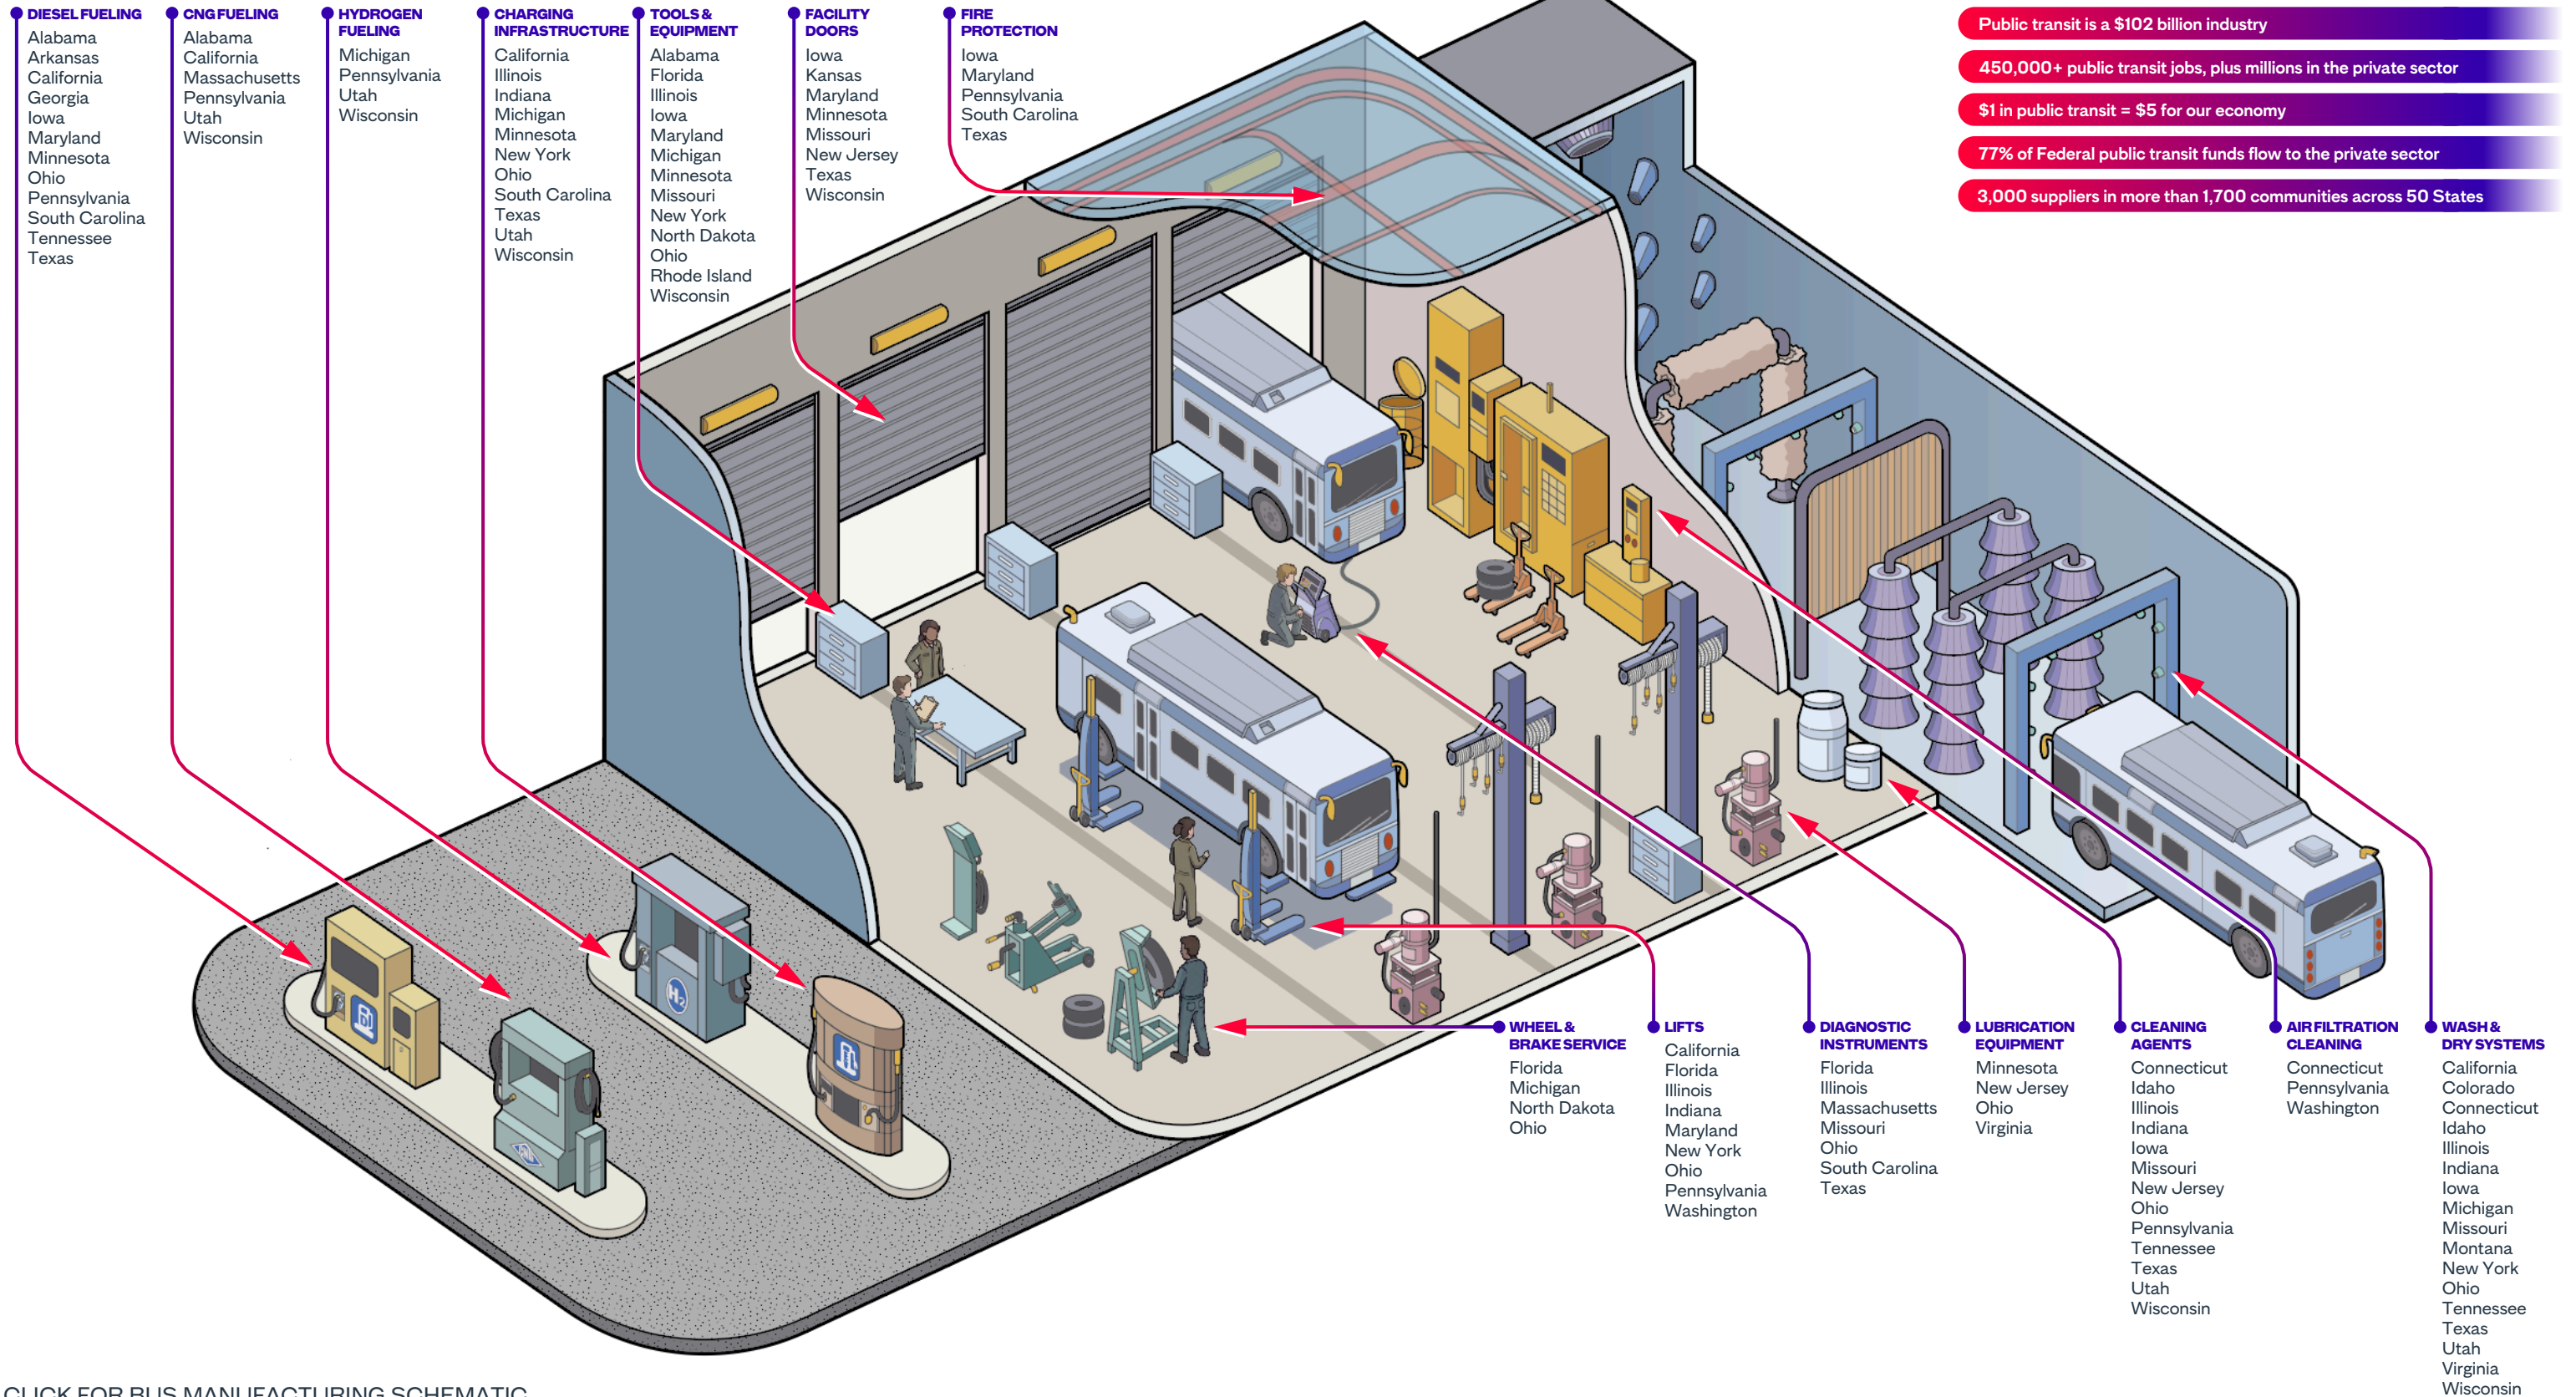 DIESEL FUELING
Alabama
Arkansas
California
Georgia
Iowa
Maryland
Minnesota
Ohio
Pennsylvania
South Carolina
Tennessee
Texas
CNG FUELING
Alabama
California
Massachusetts
Pennsylvania
Utah
Wisconsin
HYDROGEN
FUELING
Michigan
Pennsylvania
Utah
Wisconsin
CHARGING
INFRASTRUCTURE
California
Illinois
Indiana
Michigan
Minnesota
New York
Ohio
South Carolina
Texas
Utah
Wisconsin
TOOLS &
EQUIPMENT
Alabama
Florida
Illinois
Iowa
Maryland
Michigan
Minnesota
Missouri
New York
North Dakota
Ohio
Rhode Island
Wisconsin
FACILITY
DOORS
Iowa
Kansas
Maryland
Minnesota
Missouri
New Jersey
Texas
Wisconsin
FIRE
PROTECTION
Iowa
Maryland
Pennsylvania
South Carolina
Texas
Public transit is a $102 billion industry
450,000+ public transit jobs, plus millions in the private sector
$1 in public transit = $5 for our economy
77% of Federal public transit funds flow to the private sector
3,000 suppliers in more than 1,700 communities across 50 States
D
H2
WHEEL &
BRAKE SERVICE
Florida
Michigan
North Dakota
Ohio
LIFTS
California
Florida
Illinois
Indiana
Maryland
New York
Ohio
Pennsylvania
Washington
DIAGNOSTIC
INSTRUMENTS
Florida
Illinois
Massachusetts
Missouri
Ohio
South Carolina
Texas
LUBRICATION
EQUIPMENT
Minnesota
New Jersey
Ohio
Virginia
CLEANING
AGENTS
Connecticut
Idaho
Illinois
Indiana
Iowa
Missouri
New Jersey
Ohio
Pennsylvania
Tennessee
Texas
Utah
Wisconsin
AIR FILTRATION
CLEANING
Connecticut
Pennsylvania
Washington
WASH &
DRY SYSTEMS
California
Colorado
Connecticut
Idaho
Illinois
Indiana
Iowa
Michigan
Missouri
Montana
New York
Ohio
Tennessee
Texas
Utah
Virginia
Wisconsin
CLICK FOR BUS MANUFACTURING SCHEMATIC